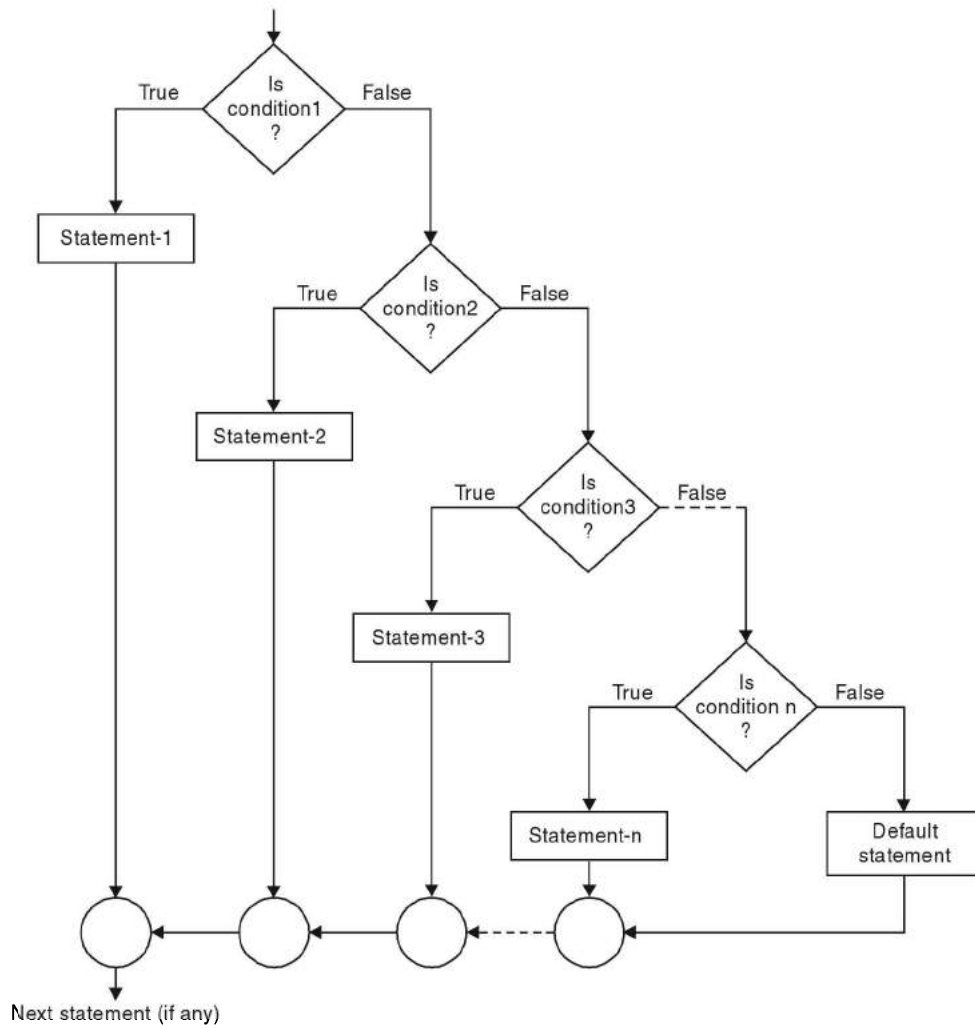 Is
condition1
?
True
False
Statement-1
Is
condition2
?
True
False
Statement-2
Is
condition3
?
True
False
Statement-3
Is
condition n
?
True
False
Statement-n
Default
statement
Next statement (if any)